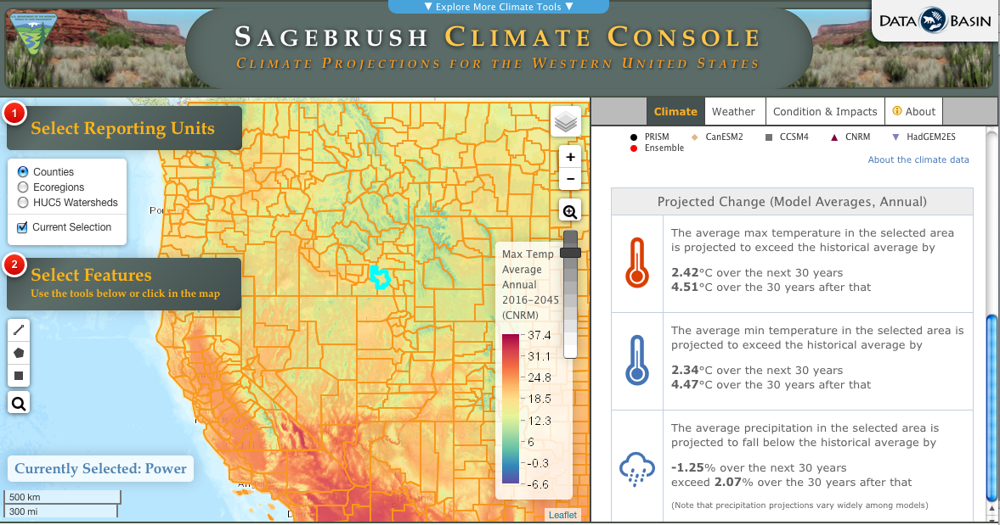 ▼ Explore More Climate Tools ▼
SAGEBRUSH CLIMATE CONSOLE
CLIMATE PROJECTIONS FOR THE WESTERN UNITED STATES
DATA BASIN
1
Select Reporting Units
Counties
Ecoregions
HUC5 Watersheds
Current Selection
2
Select Features
Use the tools below or click in the map
Currently Selected: Power
500 km
300 mi
+
−
Max Temp
Average
Annual
2016-2045
(CNRM)
37.4
31.1
24.8
18.5
12.3
6
-0.3
-6.6
Leaflet
Climate
Weather
Condition & Impacts
About
PRISM
CanESM2
CCSM4
CNRM
HadGEM2ES
Ensemble
About the climate data
Projected Change (Model Averages, Annual)
The average max temperature in the selected area
is projected to exceed the historical average by
2.42°C over the next 30 years
4.51°C over the 30 years after that
The average min temperature in the selected area is
projected to exceed the historical average by
2.34°C over the next 30 years
4.47°C over the 30 years after that
The average precipitation in the selected area is
projected to fall below the historical average by
-1.25% over the next 30 years
exceed 2.07% over the 30 years after that
(Note that precipitation projections vary widely among models)